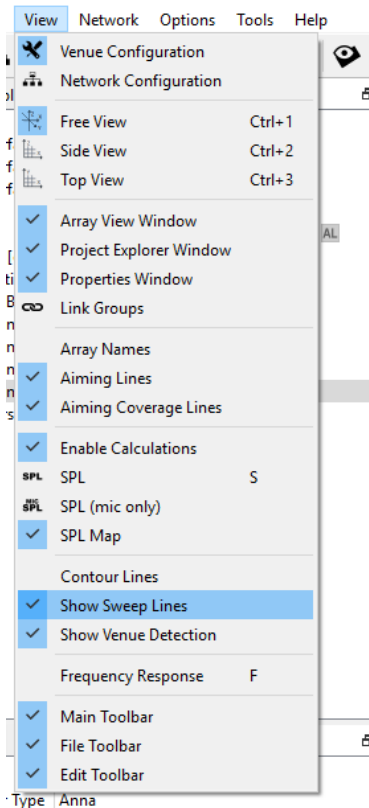 View Network Options Tools Help
Venue Configuration
Network Configuration
Free View Ctrl+1
Side View Ctrl+2
Top View Ctrl+3
Array View Window
AL
Project Explorer Window
Properties Window
Link Groups
Array Names
Aiming Lines
Aiming Coverage Lines
Enable Calculations
SPL SPL S
MIC SPL SPL (mic only)
SPL Map
Contour Lines
Show Sweep Lines
Show Venue Detection
Frequency Response F
Main Toolbar
File Toolbar
Edit Toolbar
Type Anna